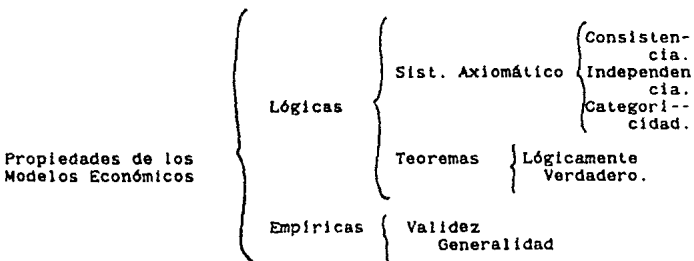 Consisten-
cia.
Sist. Axiomático
Independen
cia.
Categori--
cidad.
Lógicas
Propiedades de los
Modelos Económicos
Teoremas
Lógicamente
Verdadero.
Empíricas
Validez
Generalidad